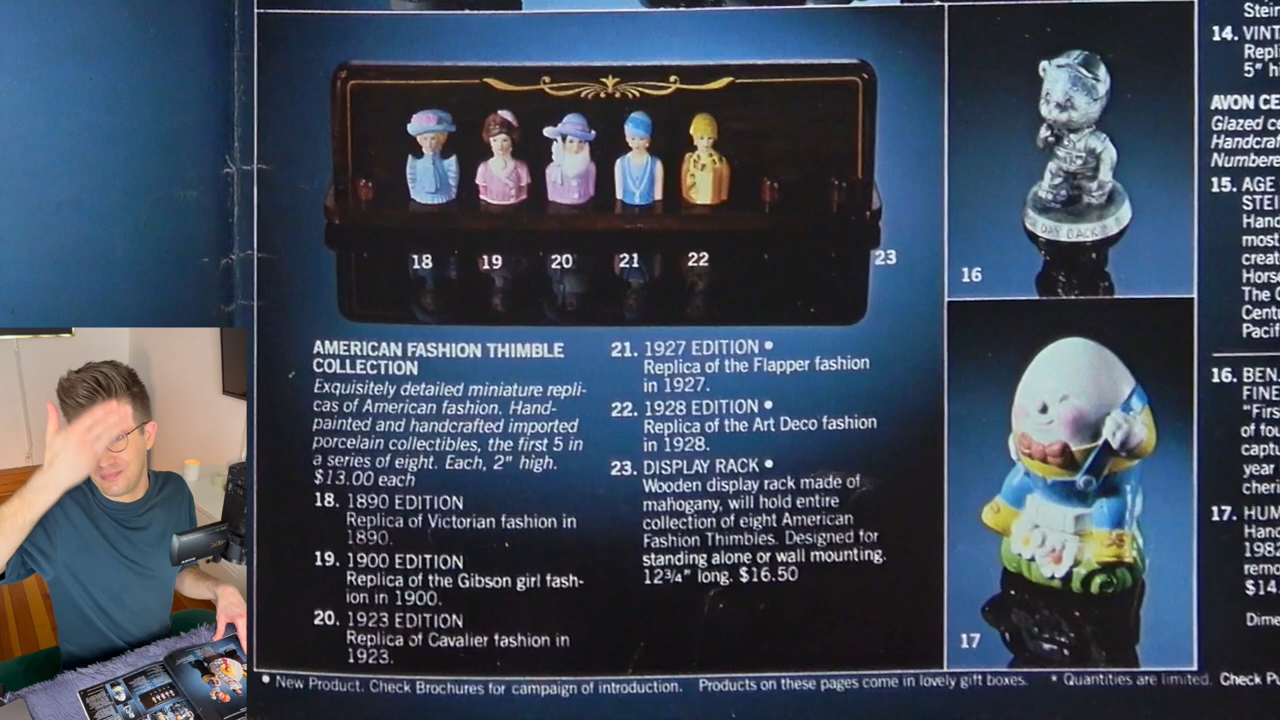 18
19
20
21
22
23
AMERICAN FASHION THIMBLE
COLLECTION
Exquisitely detailed miniature repli-
cas of American fashion. Hand-
painted and handcrafted imported
porcelain collectibles, the first 5 in
a series of eight. Each, 2" high.
$13.00 each
18. 1890 EDITION
Replica of Victorian fashion in
1890.
19. 1900 EDITION
Replica of the Gibson girl fash-
ion in 1900.
20. 1923 EDITION
Replica of Cavalier fashion in
1923.
21. 1927 EDITION •
Replica of the Flapper fashion
in 1927.
22. 1928 EDITION •
Replica of the Art Deco fashion
in 1928.
23. DISPLAY RACK •
Wooden display rack made of
mahogany, will hold entire
collection of eight American
Fashion Thimbles. Designed for
standing alone or wall mounting.
12¾" long. $16.50
16
17
14. VINT
Repli
5" hi
AVON CE
Glazed ce
Handcraf
Numbere
15. AGE
STEI
Hand
most
creat
Horse
The C
Centu
Pacif
16. BEN.
FINE
"Firs
of fou
captu
year
cheri
17. HUM
Hand
1982
remo
$14.
Dime
• New Product. Check Brochures for campaign of introduction. Products on these pages come in lovely gift boxes. * Quantities are limited. Check Pu